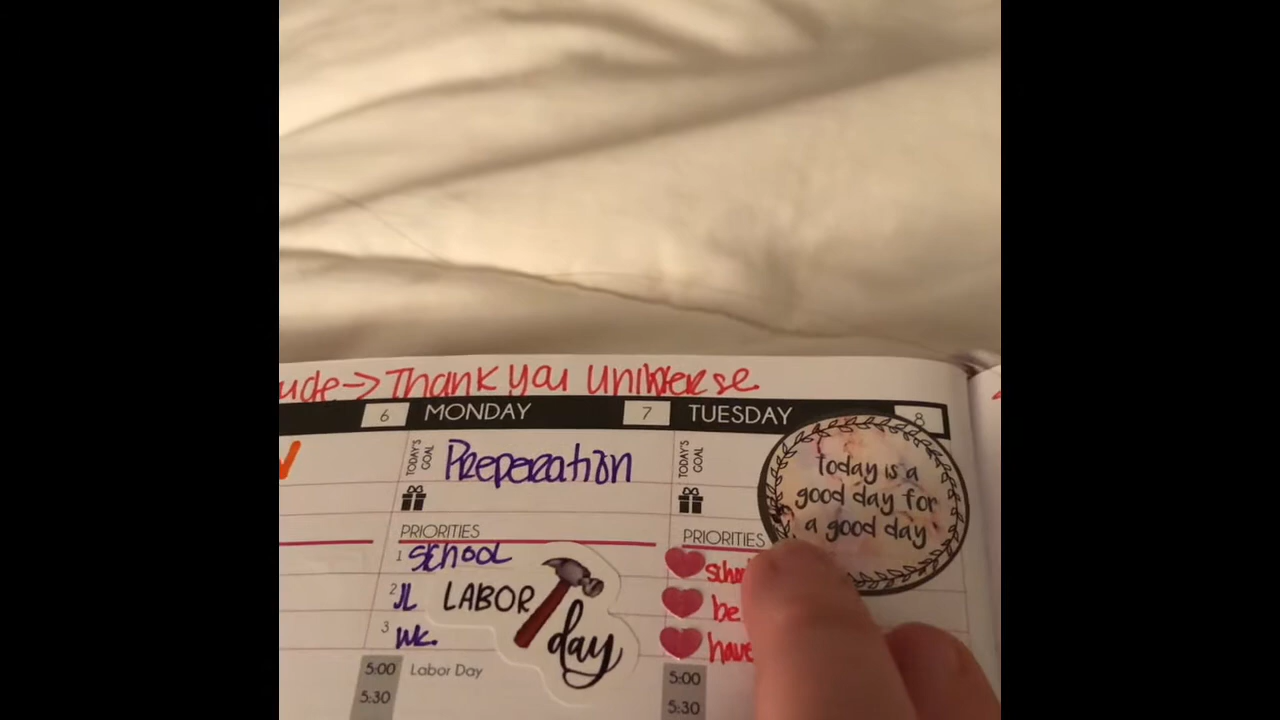 Thank you universe
6 MONDAY 7 TUESDAY 8
TODAY'S GOAL
Preperation
TODAY'S GOAL
today is a
good day for
a good day
PRIORITIES
1 School
2 JL
3 WK.
LABOR
day
PRIORITIES
be
have
5:00 Labor Day
5:30
5:00
5:30